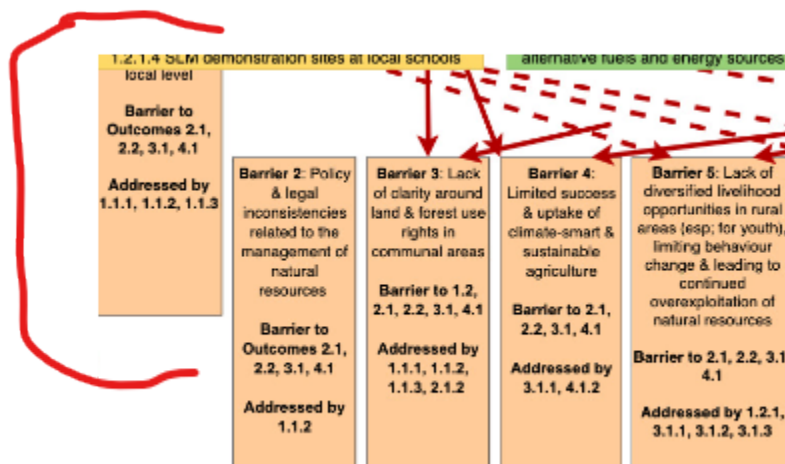 1.2.1.4 SLM demonstration sites at local schools
alternative fuels and energy sources
local level
Barrier to
Outcomes 2.1,
2.2, 3.1, 4.1
Addressed by
1.1.1, 1.1.2, 1.1.3
Barrier 2: Policy
& legal
inconsistencies
related to the
management of
natural
resources
Barrier to
Outcomes 2.1,
2.2, 3.1, 4.1
Addressed by
1.1.2
Barrier 3: Lack
of clarity around
land & forest use
rights in
communal areas
Barrier to 1.2,
2.1, 2.2, 3.1, 4.1
Addressed by
1.1.1, 1.1.2,
1.1.3, 2.1.2
Barrier 4:
Limited success
& uptake of
climate-smart &
sustainable
agriculture
Barrier to 2.1,
2.2, 3.1, 4.1
Addressed by
3.1.1, 4.1.2
Barrier 5: Lack of
diversified livelihood
opportunities in rural
areas (esp; for youth),
limiting behaviour
change & leading to
continued
overexploitation of
natural resources
Barrier to 2.1, 2.2, 3.1
4.1
Addressed by 1.2.1,
3.1.1, 3.1.2, 3.1.3